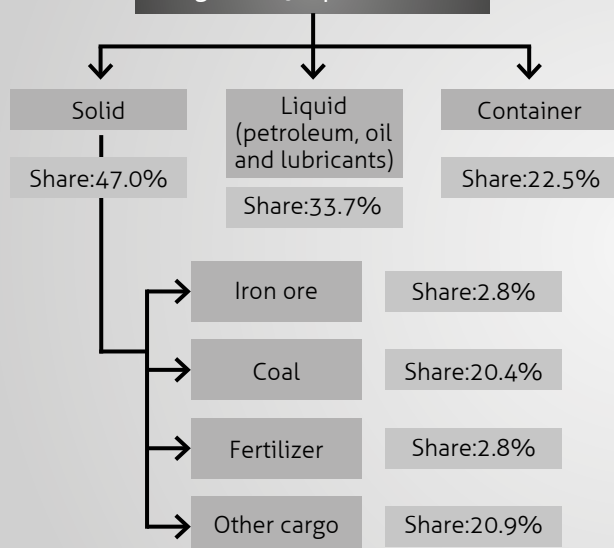 Solid
Liquid
(petroleum, oil
and lubricants)
Container
Share:47.0%
Share:33.7%
Share:22.5%
Iron ore
Share:2.8%
Coal
Share:20.4%
Fertilizer
Share:2.8%
Other cargo
Share:20.9%